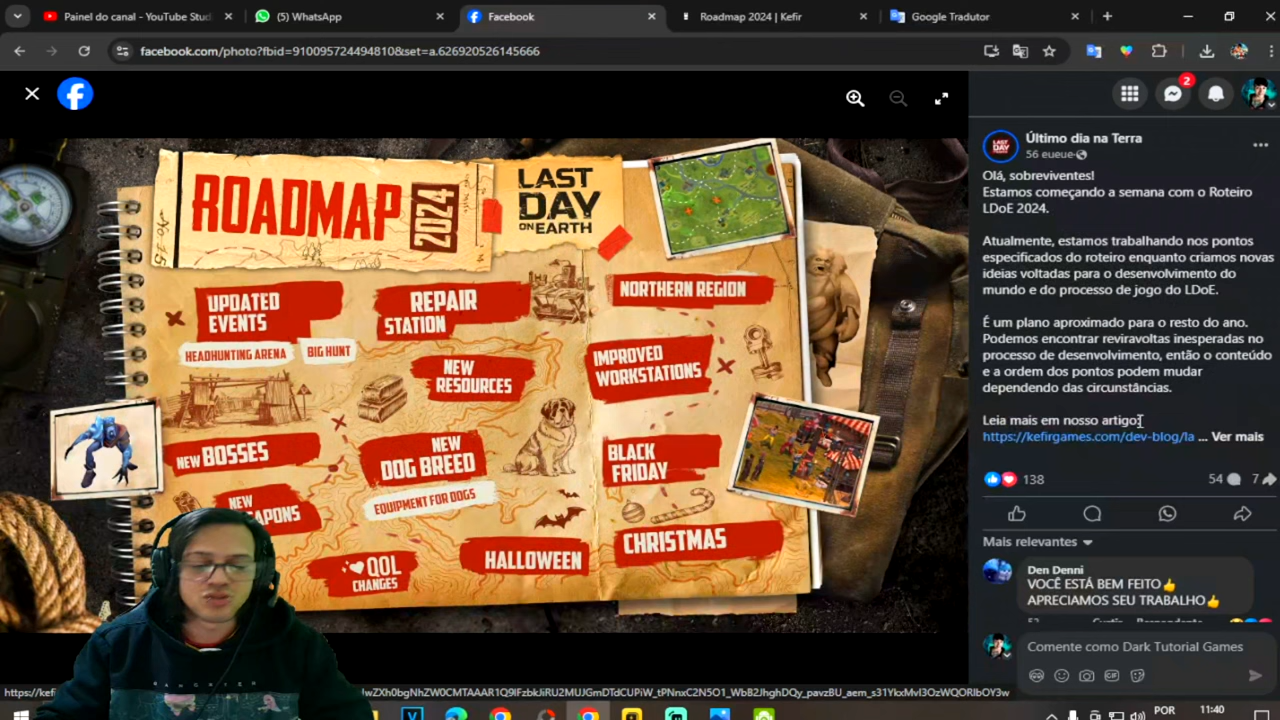 Painel do canal - YouTube Stud
(5) WhatsApp
Facebook
Roadmap 2024 | Kefir
Google Tradutor
facebook.com/photo?fbid=910095724494810&set=a.626920526145666
2
ROADMAP
2024
LAST
DAY
ON EARTH
UPDATED
EVENTS
HEADHUNTING ARENA
BIG HUNT
REPAIR
STATION
NEW
RESOURCES
NEW BOSSES
NEW
DOG BREED
EQUIPMENT FOR DOGS
NEW
QOL
CHANGES
HALLOWEEN
NORTHERN REGION
IMPROVED
WORKSTATIONS
BLACK
FRIDAY
CHRISTMAS
Último dia na Terra
56 eueue
Olá, sobreviventes!
Estamos começando a semana com o Roteiro
LDoE 2024.
Atualmente, estamos trabalhando nos pontos
especificados do roteiro enquanto criamos novas
ideias voltadas para o desenvolvimento do
mundo e do processo de jogo do LDoE.
É um plano aproximado para o resto do ano.
Podemos encontrar reviravoltas inesperadas no
processo de desenvolvimento, então o conteúdo
e a ordem dos pontos podem mudar
dependendo das circunstâncias.
Leia mais em nosso artigo:
https://kefirgames.com/dev-blog/la ... Ver mais
138
54
7
Mais relevantes
Den Denni
VOCÊ ESTÁ BEM FEITO👍
APRECIAMOS SEU TRABALHO👍
Comente como Dark Tutorial Games
POR
11:40